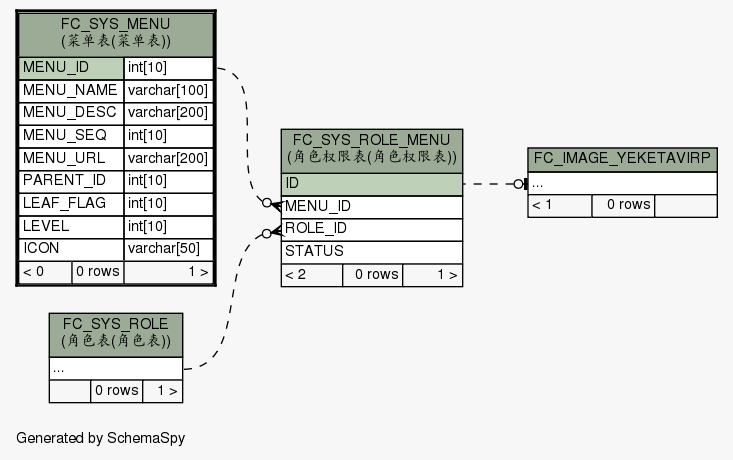 FC_SYS_MENU
(菜单表(菜单表))
MENU_ID int[10]
MENU_NAME varchar[100]
MENU_DESC varchar[200]
MENU_SEQ int[10]
MENU_URL varchar[200]
PARENT_ID int[10]
LEAF_FLAG int[10]
LEVEL int[10]
ICON varchar[50]
< 0 0 rows 1 >
FC_SYS_ROLE_MENU
(角色权限表(角色权限表))
ID
MENU_ID
ROLE_ID
STATUS
< 2 0 rows 1 >
FC_IMAGE_YEKETAVIRP
...
< 1 0 rows
FC_SYS_ROLE
(角色表(角色表))
...
0 rows 1 >
Generated by SchemaSpy